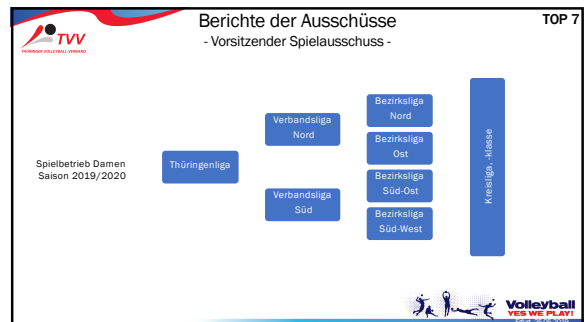 Berichte der Ausschüsse
- Vorsitzender Spielausschuss -
TOP 7
TVV
THÜRINGER VOLLEYBALL-VERBAND
Spielbetrieb Damen
Saison 2019/2020
Thüringenliga
Verbandsliga
Nord
Verbandsliga
Süd
Bezirksliga
Nord
Bezirksliga
Ost
Bezirksliga
Süd-Ost
Bezirksliga
Süd-West
Kreisliga, -klasse
Volleyball
YES WE PLAY!